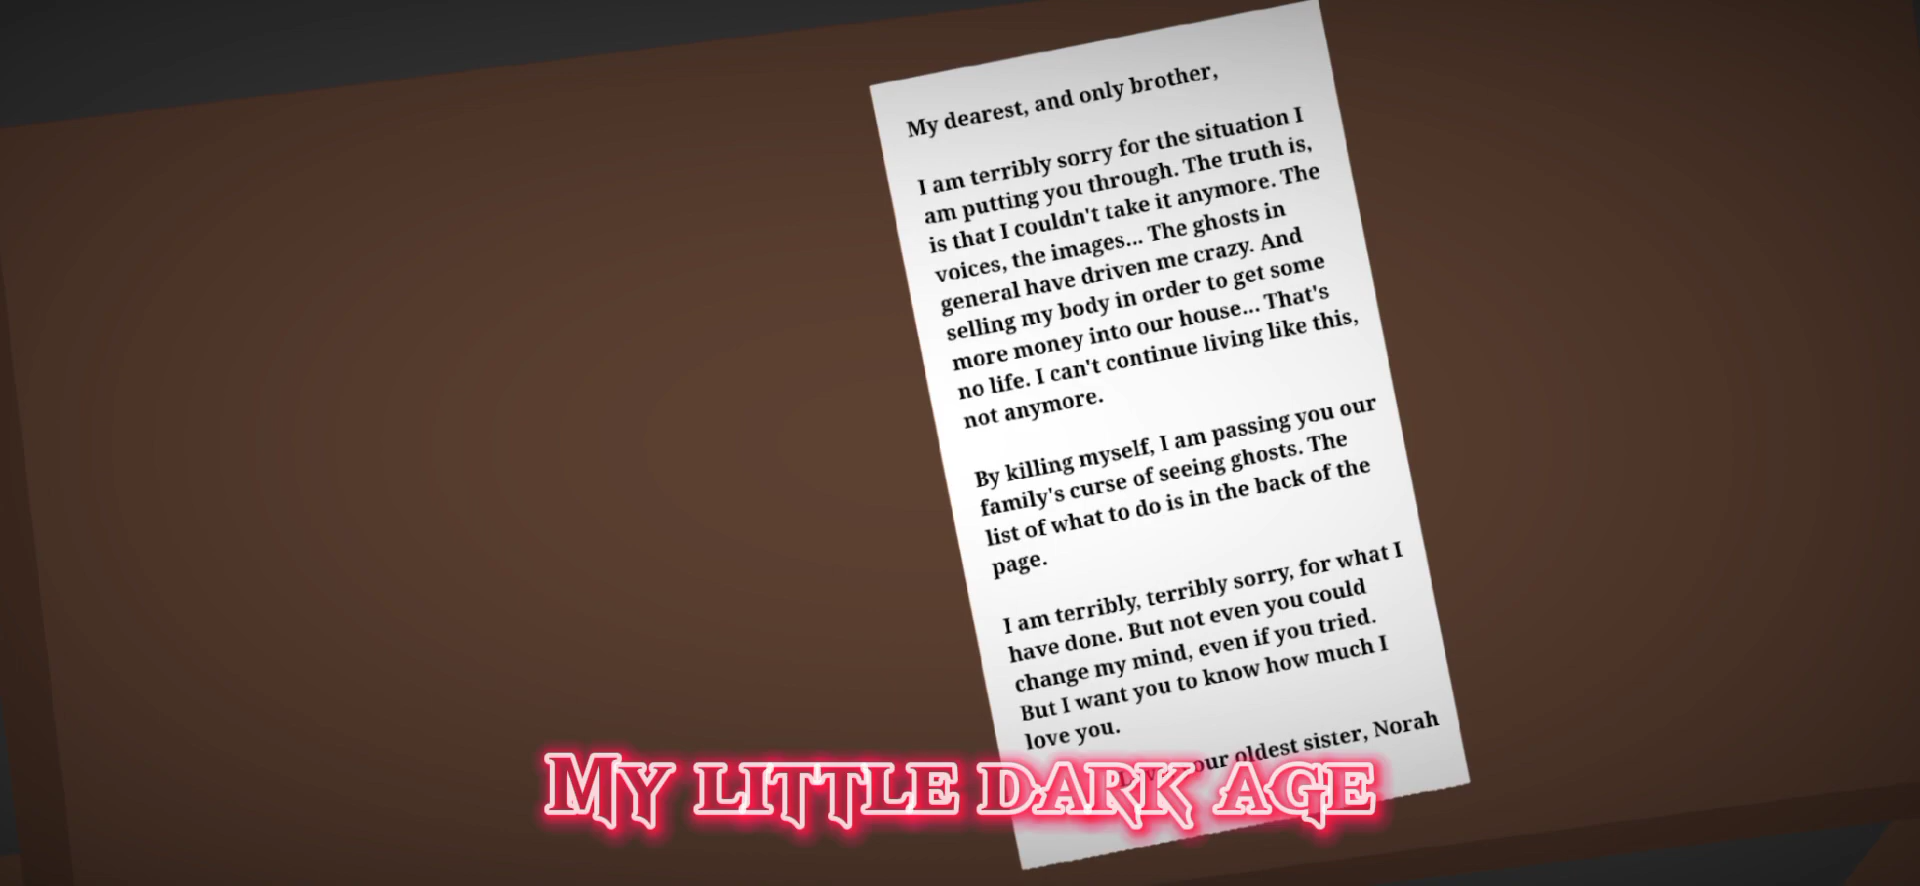 My dearest, and only brother,
I am terribly sorry for the situation I
am putting you through. The truth is,
is that I couldn't take it anymore. The
voices, the images... The ghosts in
general have driven me crazy. And
selling my body in order to get some
more money into our house... That's
no life. I can't continue living like this,
not anymore.
By killing myself, I am passing you our
family's curse of seeing ghosts. The
list of what to do is in the back of the
page.
I am terribly, terribly sorry, for what I
have done. But not even you could
change my mind, even if you tried.
But I want you to know how much I
love you.
oldest sister, Norah
My little dark age